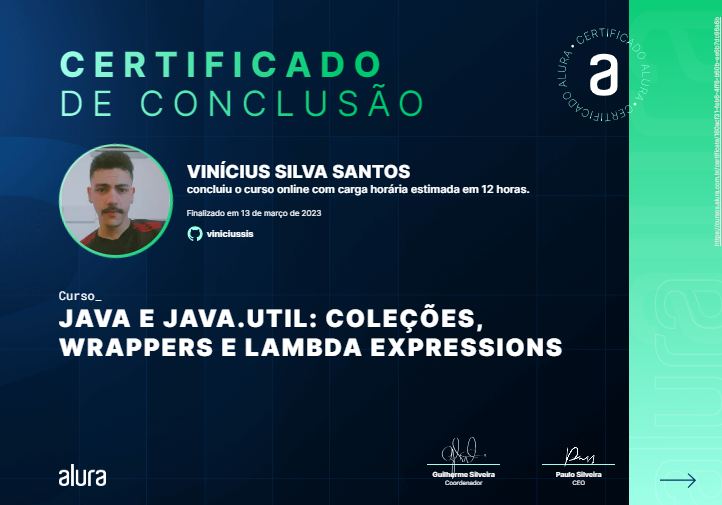 CERTIFICADO
DE CONCLUSÃO
CERTIFICADO ALURA • CERTIFICADO ALURA •
a
VINÍCIUS SILVA SANTOS
concluiu o curso online com carga horária estimada em 12 horas.
Finalizado em 13 de março de 2023
viniciussis
Curso_
JAVA E JAVA.UTIL: COLEÇÕES,
WRAPPERS E LAMBDA EXPRESSIONS
Guilherme Silveira
Coordenador
Paulo Silveira
CEO
alura
alura